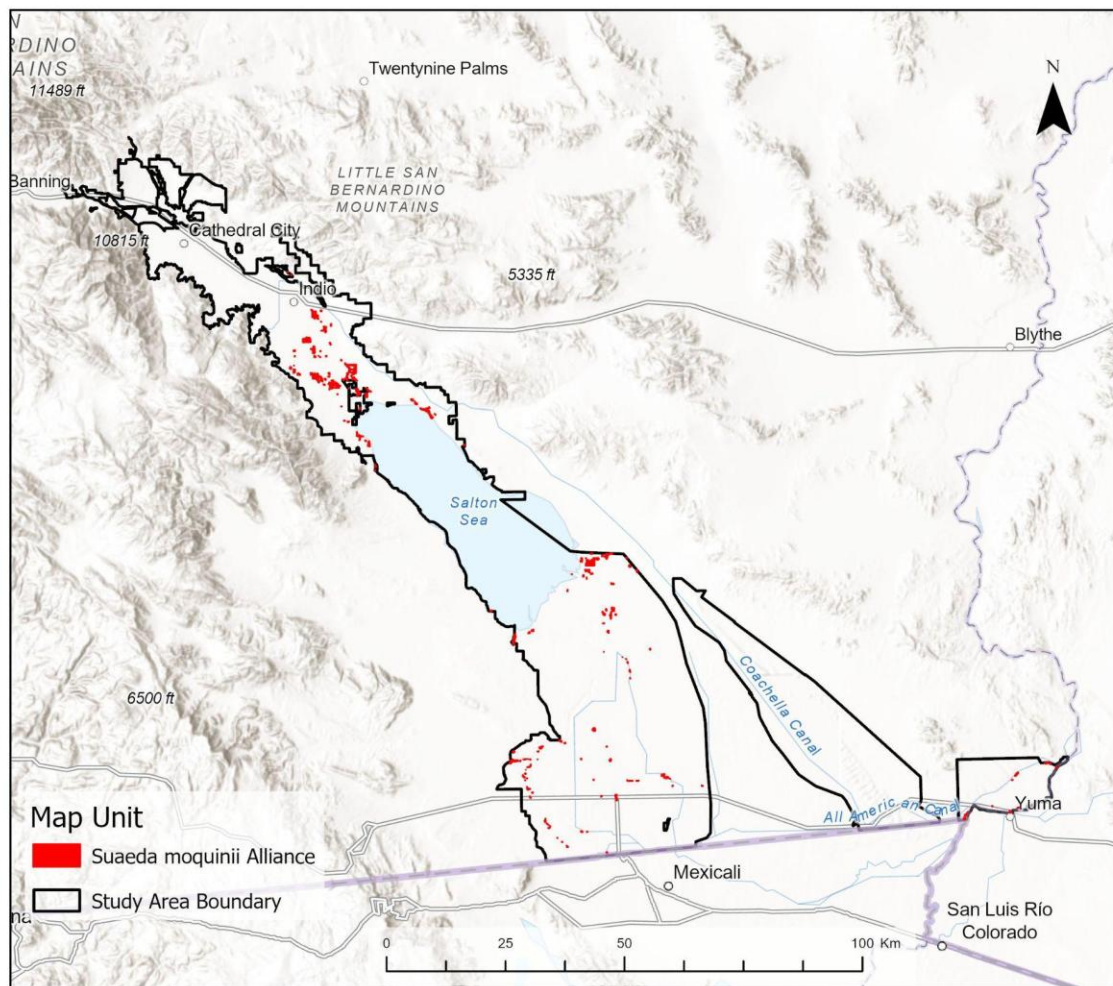 N
RDINO
TAINS
11489 ft
Twentynine Palms
N
Banning
LITTLE SAN
BERNARDINO
MOUNTAINS
10815 ft
Cathedral City
5335 ft
Indio
Blythe
Salton
Sea
Coachella Canal
6500 ft
All American Canal
Yuma
Map Unit
Suaeda moquinii Alliance
Study Area Boundary
Mexicali
na
San Luis Río
Colorado
0 25 50 100 Km